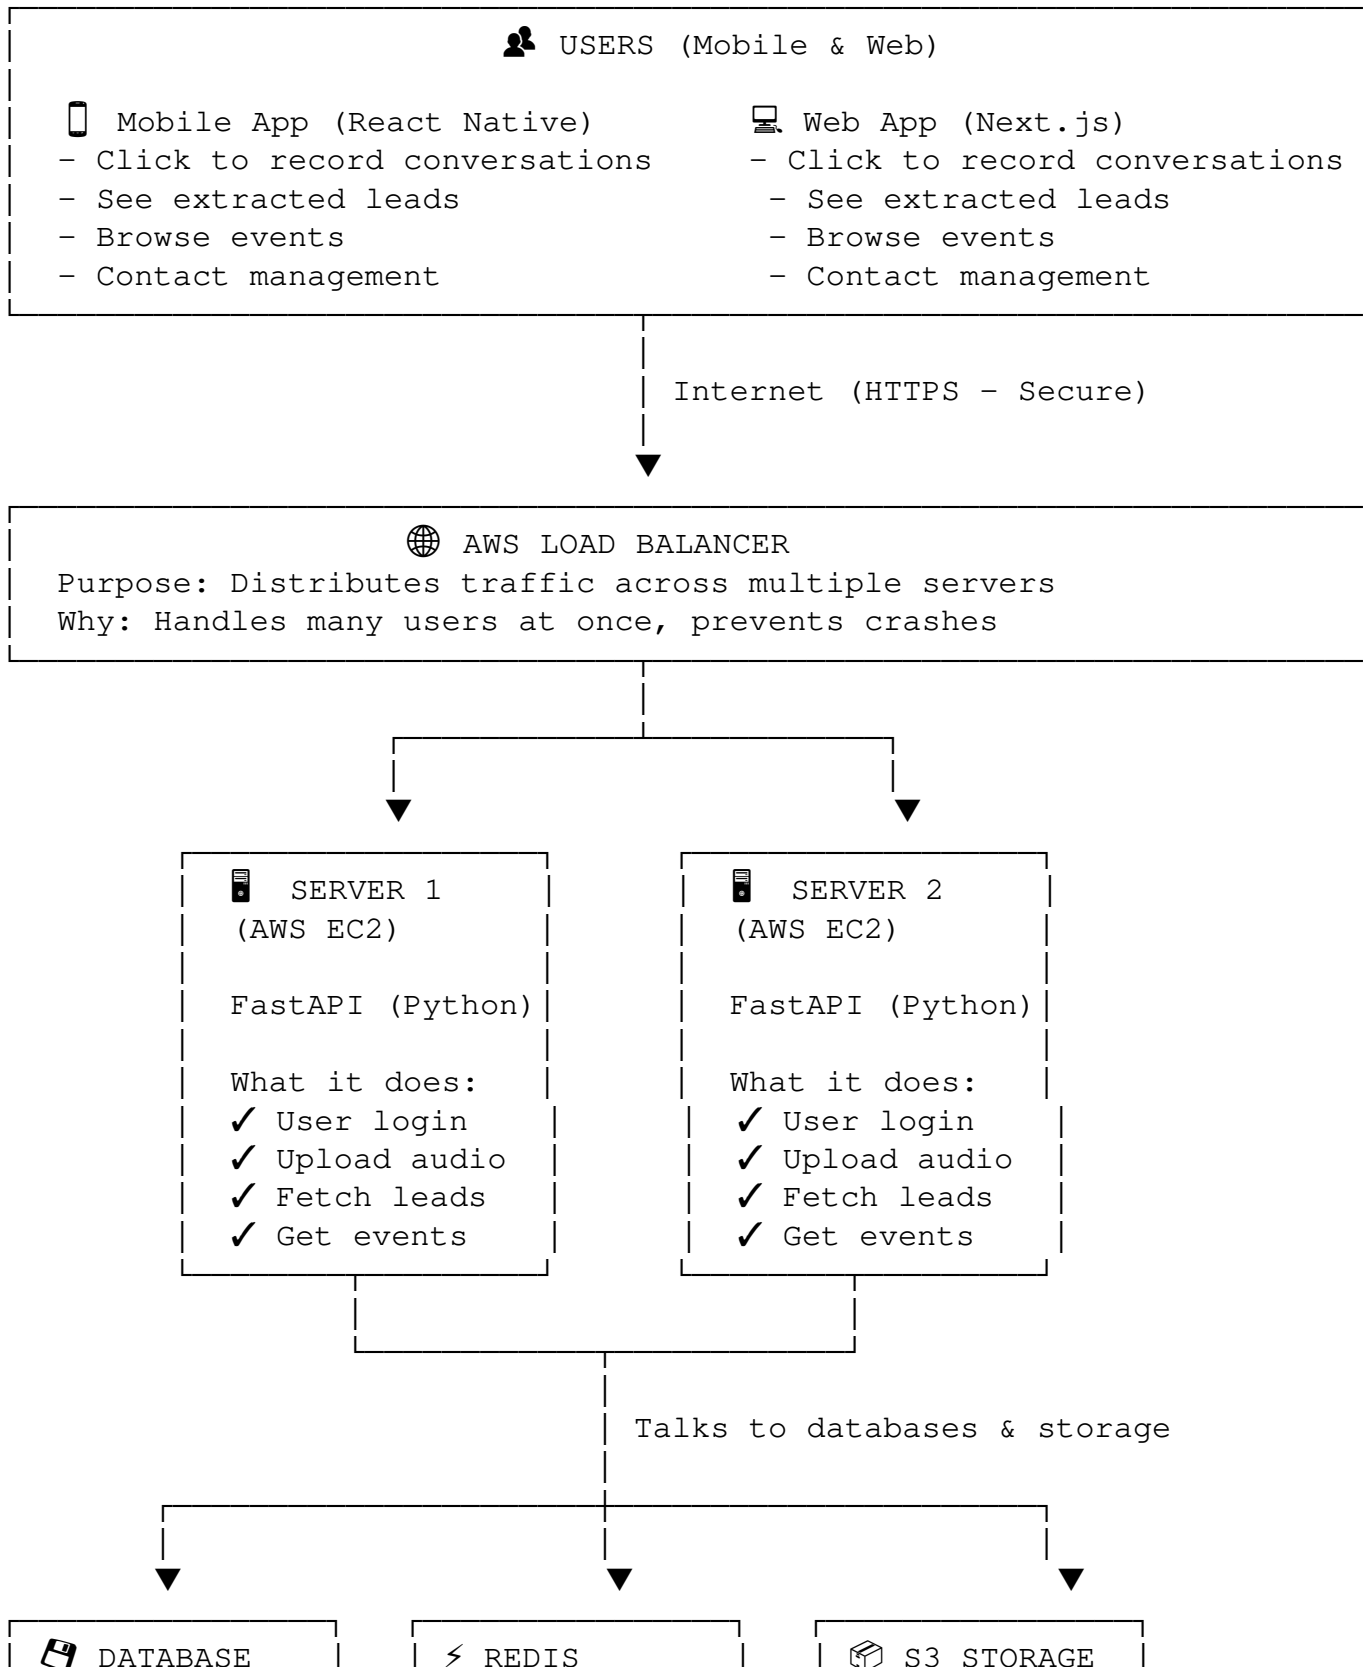 👥 USERS (Mobile & Web)
📱 Mobile App (React Native) 💻 Web App (Next.js)
- Click to record conversations - Click to record conversations
- See extracted leads - See extracted leads
- Browse events - Browse events
- Contact management - Contact management
Internet (HTTPS - Secure)
🌐 AWS LOAD BALANCER
Purpose: Distributes traffic across multiple servers
Why: Handles many users at once, prevents crashes
🖥 SERVER 1 🖥 SERVER 2
(AWS EC2) (AWS EC2)
FastAPI (Python) FastAPI (Python)
What it does: What it does:
✓ User login ✓ User login
✓ Upload audio ✓ Upload audio
✓ Fetch leads ✓ Fetch leads
✓ Get events ✓ Get events
Talks to databases & storage
💾 DATABASE ⚡ REDIS 📦 S3 STORAGE